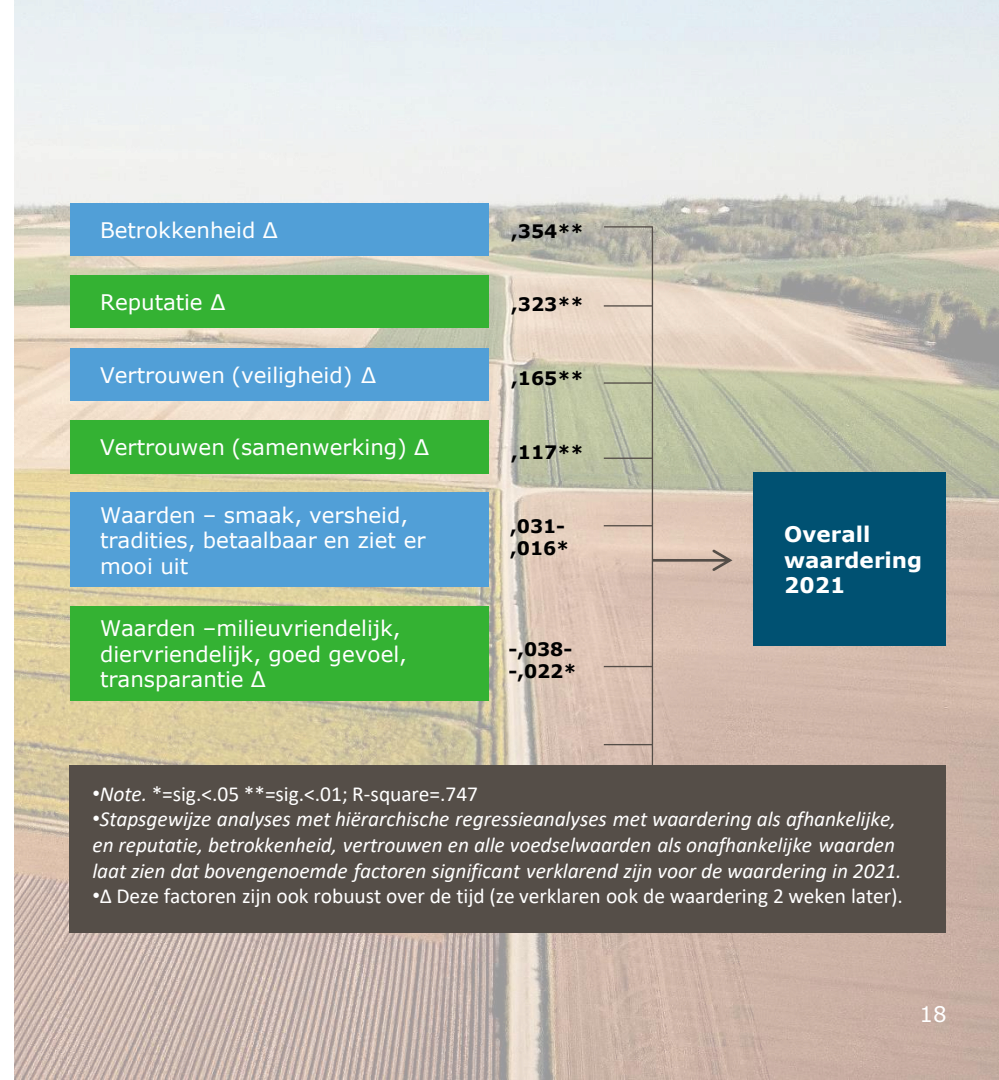 Betrokkenheid Δ
,354**
Reputatie Δ
,323**
Vertrouwen (veiligheid) Δ
,165**
Vertrouwen (samenwerking) Δ
,117**
Waarden – smaak, versheid,
tradities, betaalbaar en ziet er
mooi uit
,031-
,016*
Waarden –milieuvriendelijk,
diervriendelijk, goed gevoel,
transparantie Δ
-,038-
-,022*
Overall
waardering
2021
•Note. *=sig.<.05 **=sig.<.01; R-square=.747
•Stapsgewijze analyses met hiërarchische regressieanalyses met waardering als afhankelijke,
en reputatie, betrokkenheid, vertrouwen en alle voedselwaarden als onafhankelijke waarden
laat zien dat bovengenoemde factoren significant verklarend zijn voor de waardering in 2021.
•Δ Deze factoren zijn ook robuust over de tijd (ze verklaren ook de waardering 2 weken later).
18